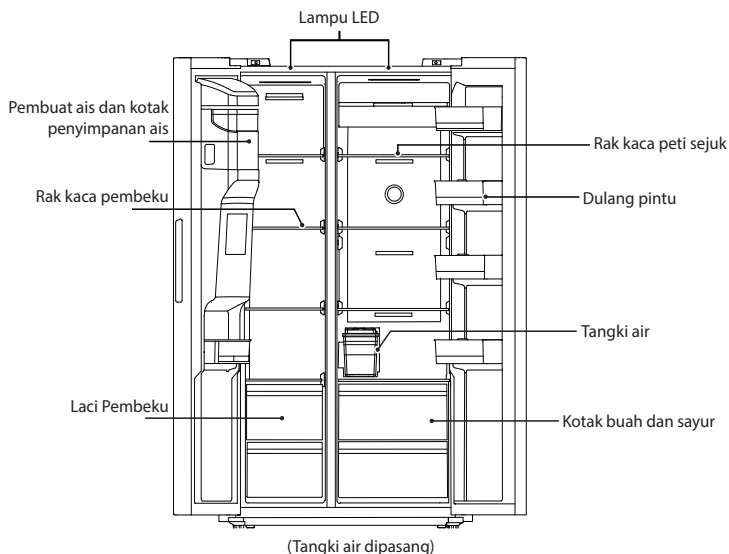 Lampu LED
Pembuat ais dan kotak
penyimpanan ais
Rak kaca peti sejuk
Rak kaca pembeku
Dulang pintu
Tangki air
Laci Pembeku
Kotak buah dan sayur
(Tangki air dipasang)